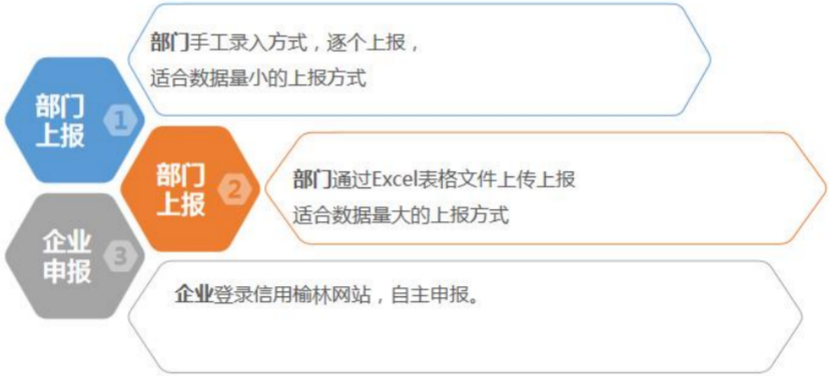 部门手工录入方式，逐个上报，
适合数据量小的上报方式
部门
上报
1
部门
上报
2
部门通过Excel表格文件上传上报
适合数据量大的上报方式
企业
申报
3
企业登录信用榆林网站，自主申报。